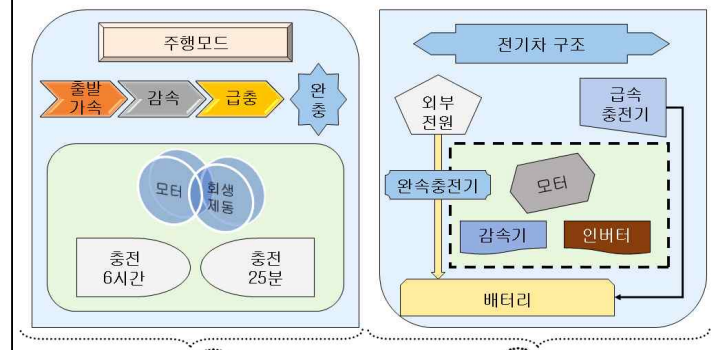 주행모드
출발
가속
감속
급충
완
충
모터
회생
제동
충전
6시간
충전
25분
전기차 구조
외부
전원
급속
충전기
완속충전기
모터
감속기
인버터
배터리